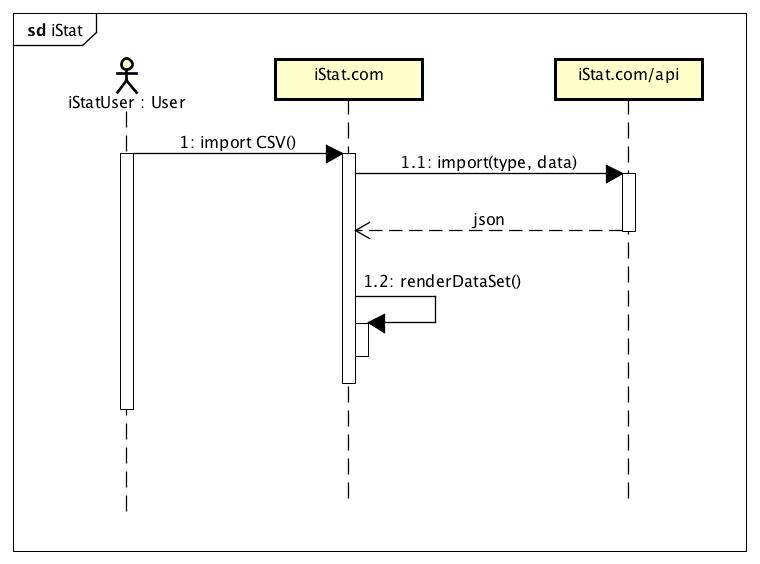 sd iStat
iStatUser : User
iStat.com
iStat.com/api
1: import CSV()
1.1: import(type, data)
json
1.2: renderDataSet()